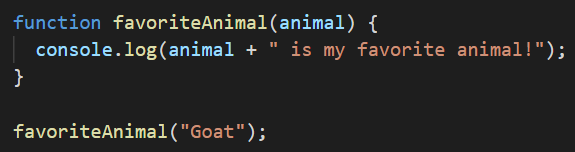 function favoriteAnimal(animal) {
  console.log(animal + " is my favorite animal!");
}

favoriteAnimal("Goat");